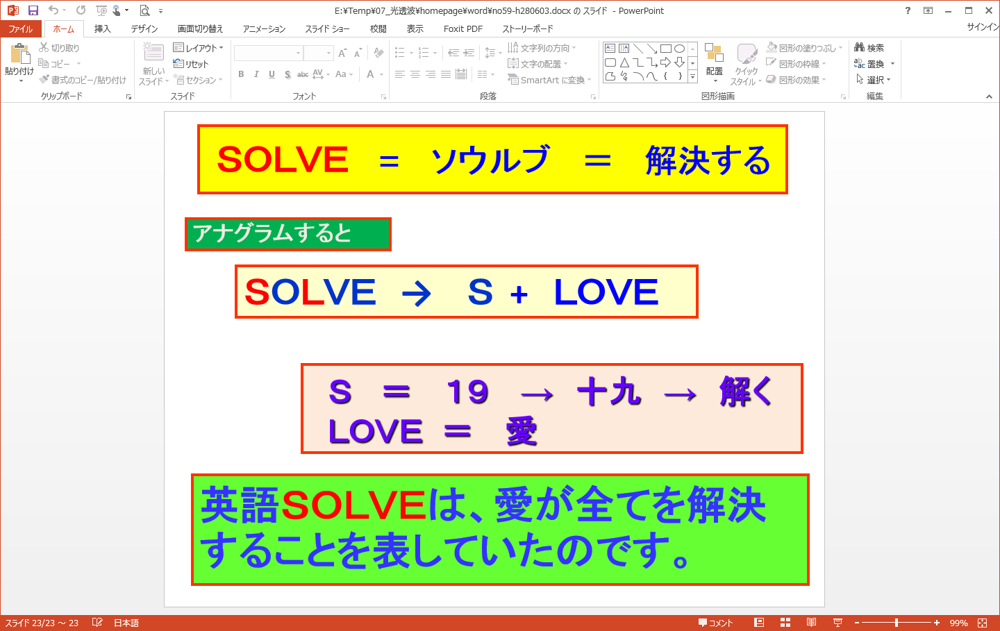 E:¥Temp¥07_光透波¥homepage¥word¥no59-h280603.docx の スライド - PowerPoint
ファイル ホーム 挿入 デザイン 画面切り替え アニメーション スライド ショー 校閲 表示 Foxit PDF ストーリーボード サインイン
貼り付け 切り取り コピー 書式のコピー/貼り付け
新しい スライド レイアウト リセット セクション
B I U S abc AV Aa A
文字列の方向 文字の配置 SmartArt に変換
配置 クイック スタイル 図形の塗りつぶし 図形の枠線 図形の効果
検索 置換 選択
クリップボード スライド フォント 段落 図形描画 編集
SOLVE = ソウルブ ＝ 解決する
アナグラムすると
SOLVE → S + LOVE
S ＝ 19 → 十九 → 解く
LOVE ＝ 愛
英語SOLVEは、愛が全てを解決
することを表していたのです。
スライド 23/23 ～ 23 日本語 コメント 99%